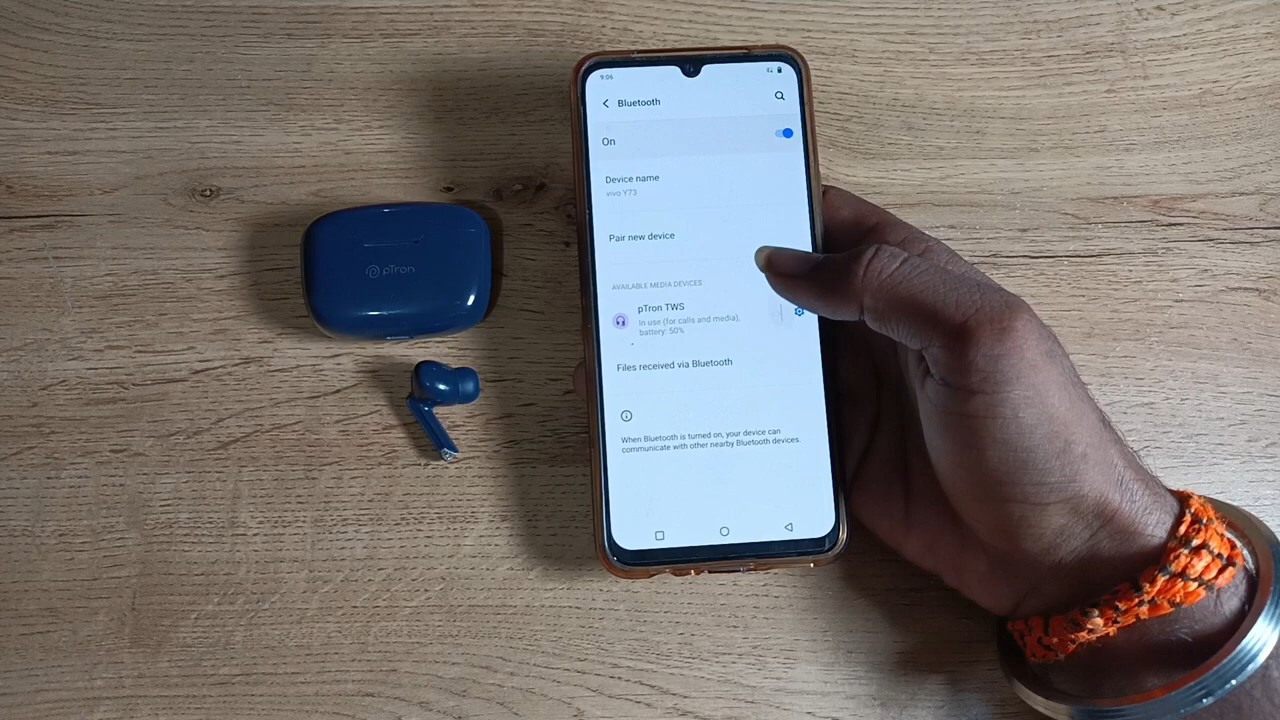 9:06
Bluetooth
On
Device name
vivo Y73
Pair new device
AVAILABLE MEDIA DEVICES
pTron TWS
In use (for calls and media),
battery: 50%
Files received via Bluetooth
When Bluetooth is turned on, your device can
communicate with other nearby Bluetooth devices.
pTron